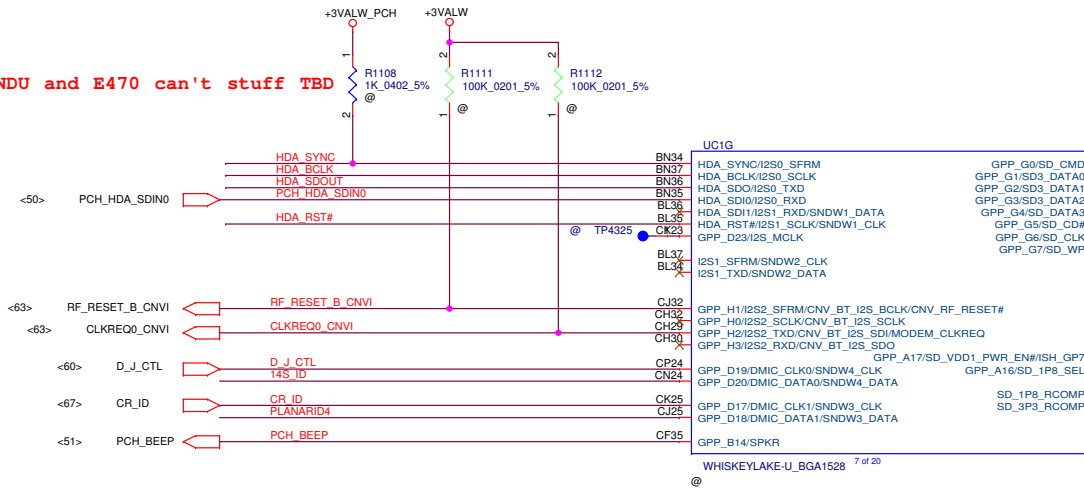 +3VALW_PCH
+3VALW
NDU and E470 can't stuff TBD
1
2
R1108
1K_0402_5%
@
2
1
R1111
100K_0201_5%
@
2
1
R1112
100K_0201_5%
@
UC1G
HDA_SYNC BN34 HDA_SYNC/I2S0_SFRM GPP_G0/SD_CMD
HDA_BCLK BN37 HDA_BCLK/I2S0_SCLK GPP_G1/SD3_DATA0
HDA_SDOUT BN36 HDA_SDO/I2S0_TXD GPP_G2/SD3_DATA1
<50> PCH_HDA_SDIN0 PCH_HDA_SDIN0 BN35 HDA_SDI0/I2S0_RXD GPP_G3/SD3_DATA2
BL36 HDA_SDI1/I2S1_RXD/SNDW1_DATA GPP_G4/SD_DATA3
HDA_RST# BL35 HDA_RST#/I2S1_SCLK/SNDW1_CLK GPP_G5/SD_CD#
@ TP4325 CK23 GPP_D23/I2S_MCLK GPP_G6/SD_CLK
GPP_G7/SD_WP
BL37 I2S1_SFRM/SNDW2_CLK
BL34 I2S1_TXD/SNDW2_DATA
<63> RF_RESET_B_CNVI RF_RESET_B_CNVI CJ32 GPP_H1/I2S2_SFRM/CNV_BT_I2S_BCLK/CNV_RF_RESET#
CH32 GPP_H0/I2S2_SCLK/CNV_BT_I2S_SCLK
<63> CLKREQ0_CNVI CLKREQ0_CNVI CH29 GPP_H2/I2S2_TXD/CNV_BT_I2S_SDI/MODEM_CLKREQ
CH30 GPP_H3/I2S2_RXD/CNV_BT_I2S_SDO
GPP_A17/SD_VDD1_PWR_EN#/ISH_GP7
<60> D_J_CTL D_J_CTL CP24 GPP_D19/DMIC_CLK0/SNDW4_CLK GPP_A16/SD_1P8_SEL
14S_ID CN24 GPP_D20/DMIC_DATA0/SNDW4_DATA
SD_1P8_RCOMP
<67> CR_ID CR_ID CK25 GPP_D17/DMIC_CLK1/SNDW3_CLK SD_3P3_RCOMP
PLANARID4 CJ25 GPP_D18/DMIC_DATA1/SNDW3_DATA
<51> PCH_BEEP PCH_BEEP CF35 GPP_B14/SPKR
WHISKEYLAKE-U_BGA1528 7 of 20
@